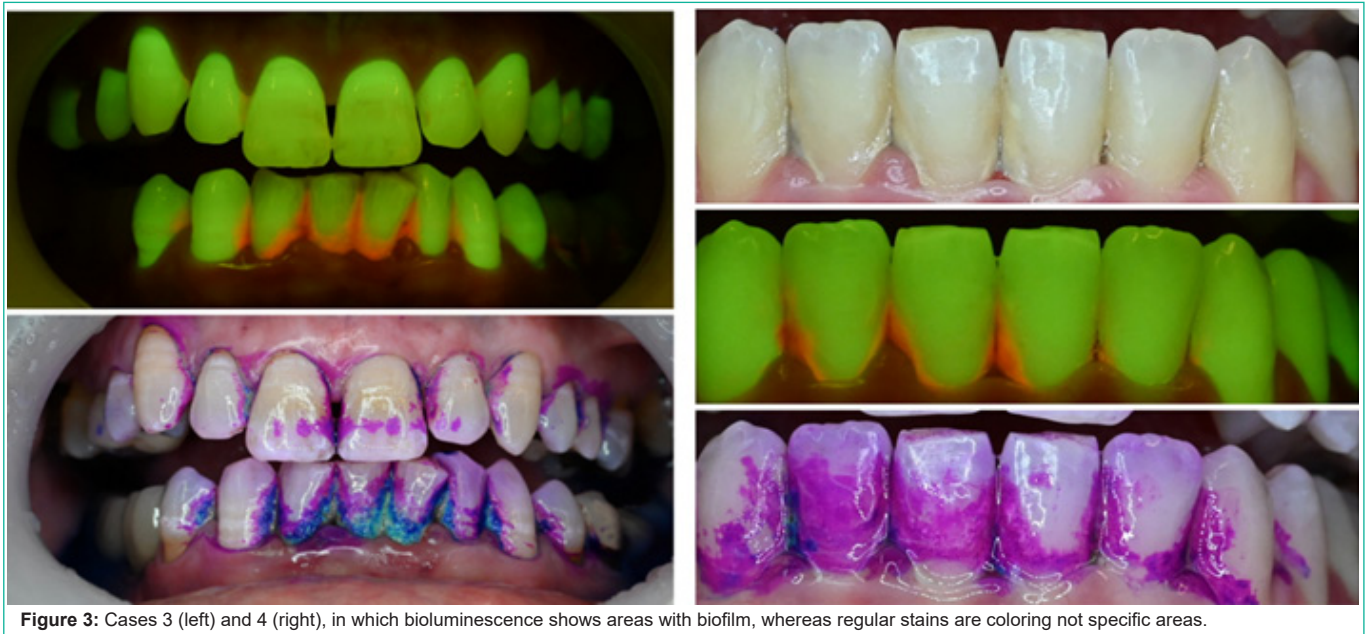 Figure 3: Cases 3 (left) and 4 (right), in which bioluminescence shows areas with biofilm, whereas regular stains are coloring not specific areas.